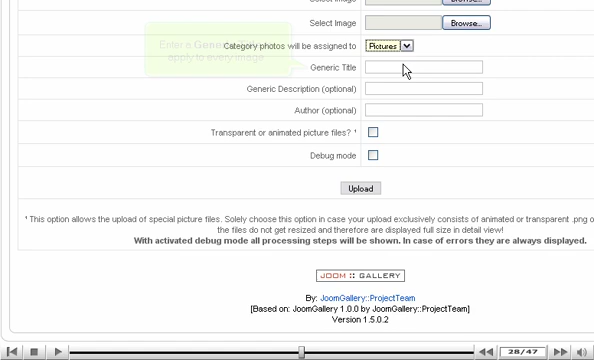 Select Image Browse...
Select Image Browse...
Category photos will be assigned to Pictures
Generic Title
Generic Description (optional)
Author (optional)
Transparent or animated picture files? ¹
Debug mode
Upload
¹ This option allows the upload of special picture files. Solely choose this option in case your upload exclusively consists of animated or transparent .png o
the files do not get resized and therefore are displayed full size in detail view!
With activated debug mode all processing steps will be shown. In case of errors they are always displayed.
JOOM :: GALLERY
By: JoomGallery::ProjectTeam
[Based on: JoomGallery 1.0.0 by JoomGallery::ProjectTeam]
Version 1.5.0.2
28/47